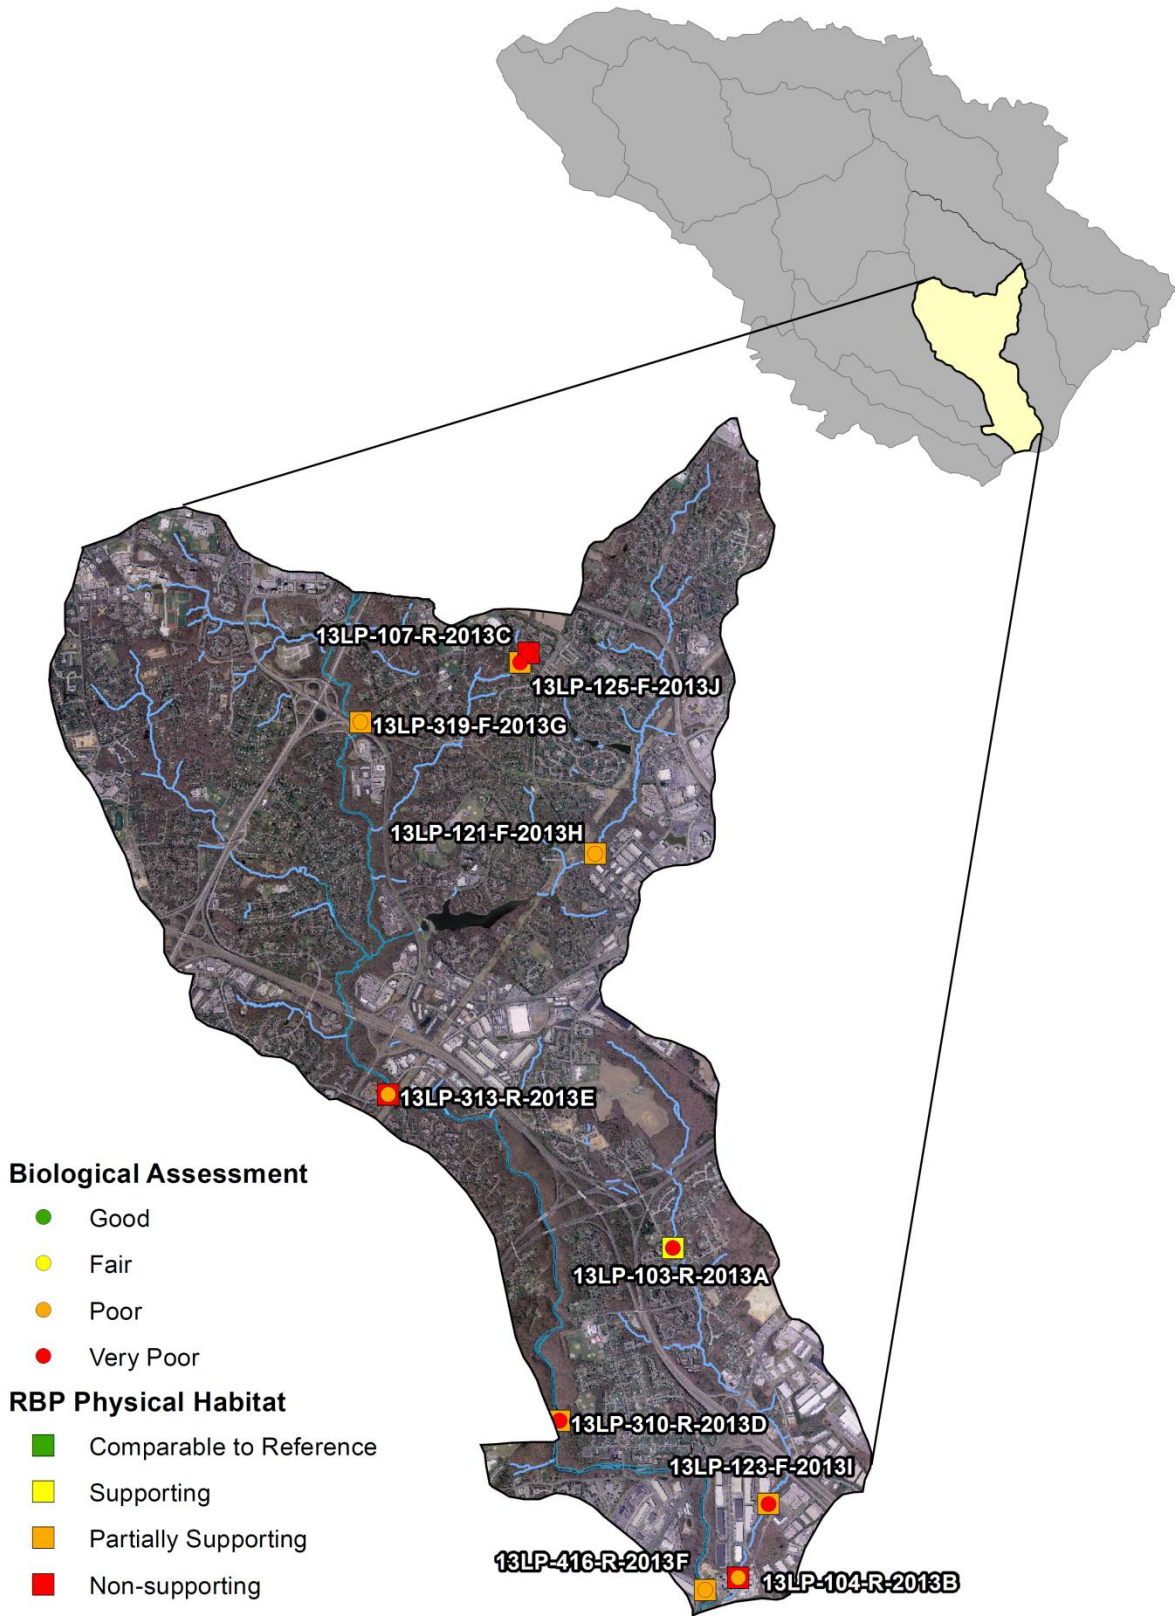 13LP-107-R-2013C
13LP-125-F-2013J
13LP-319-F-2013G
13LP-121-F-2013H
13LP-313-R-2013E
13LP-103-R-2013A
13LP-310-R-2013D
13LP-123-F-2013I
13LP-416-R-2013F
13LP-104-R-2013B
Biological Assessment
Good
Fair
Poor
Very Poor
RBP Physical Habitat
Comparable to Reference
Supporting
Partially Supporting
Non-supporting